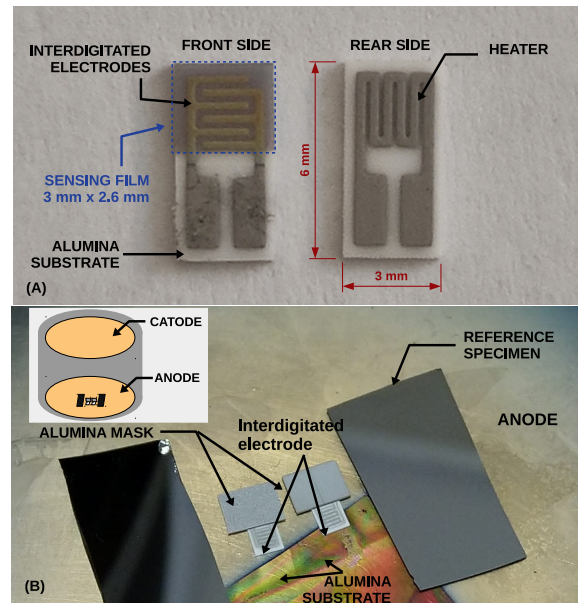 (A)
INTERDIGITATED
ELECTRODES
FRONT SIDE
REAR SIDE
HEATER
SENSING FILM
3 mm x 2.6 mm
ALUMINA
SUBSTRATE
6 mm
3 mm
(B)
CATODE
ANODE
ALUMINA MASK
Interdigitated
electrode
REFERENCE
SPECIMEN
ANODE
ALUMINA
SUBSTRATE